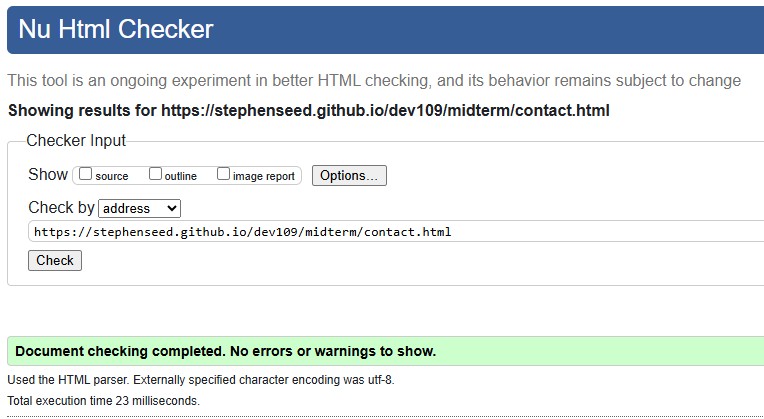 Nu Html Checker
This tool is an ongoing experiment in better HTML checking, and its behavior remains subject to change
Showing results for https://stephenseed.github.io/dev109/midterm/contact.html
Checker Input
Show source outline image report Options...
Check by address
https://stephenseed.github.io/dev109/midterm/contact.html
Check
Document checking completed. No errors or warnings to show.
Used the HTML parser. Externally specified character encoding was utf-8.
Total execution time 23 milliseconds.